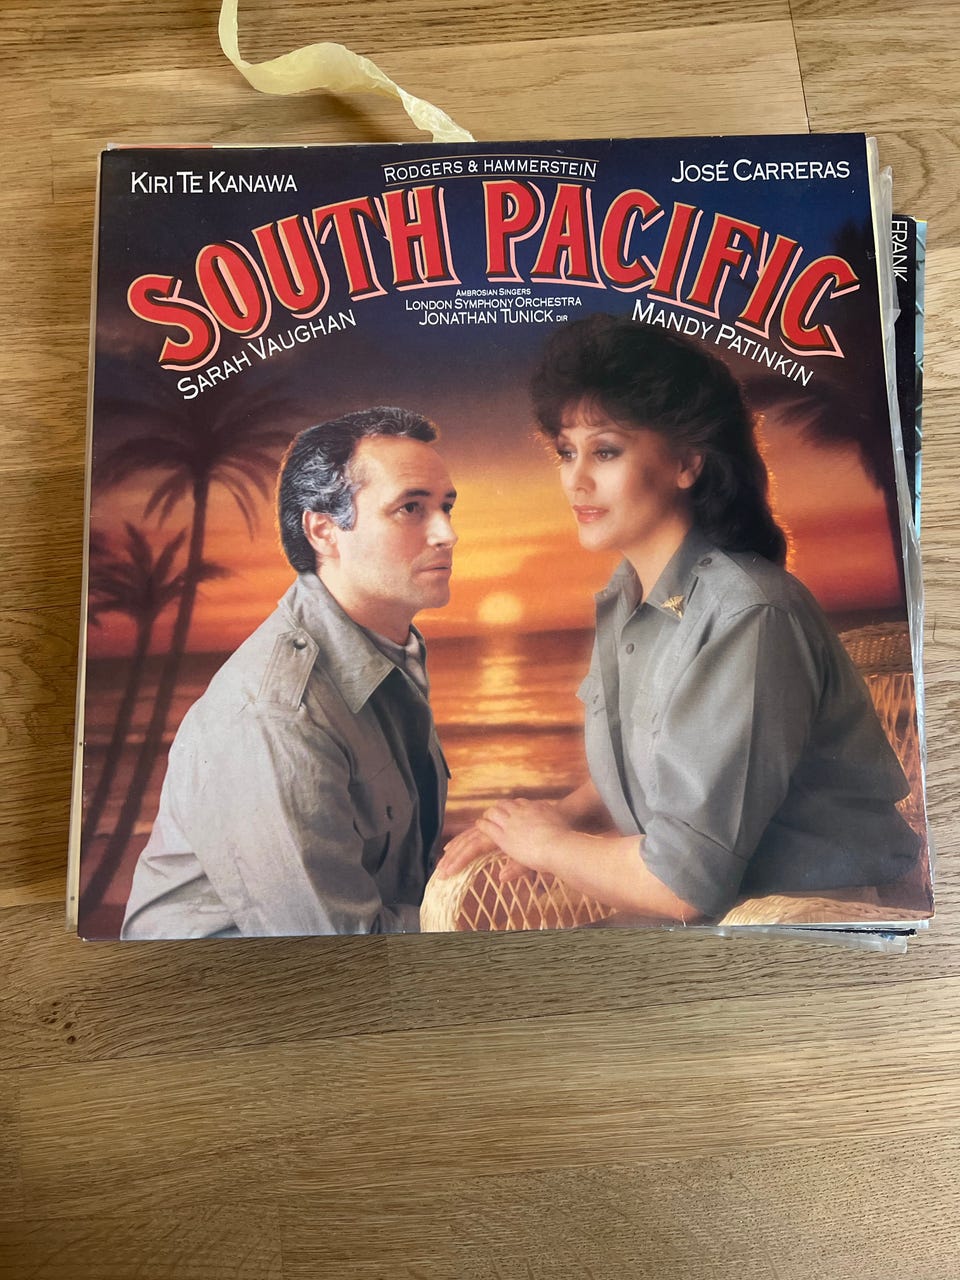 KIRI TE KANAWA
RODGERS & HAMMERSTEIN
JOSÉ CARRERAS
SOUTH PACIFIC
AMBROSIAN SINGERS
LONDON SYMPHONY ORCHESTRA
JONATHAN TUNICK DIR
SARAH VAUGHAN
MANDY PATINKIN
FRANK